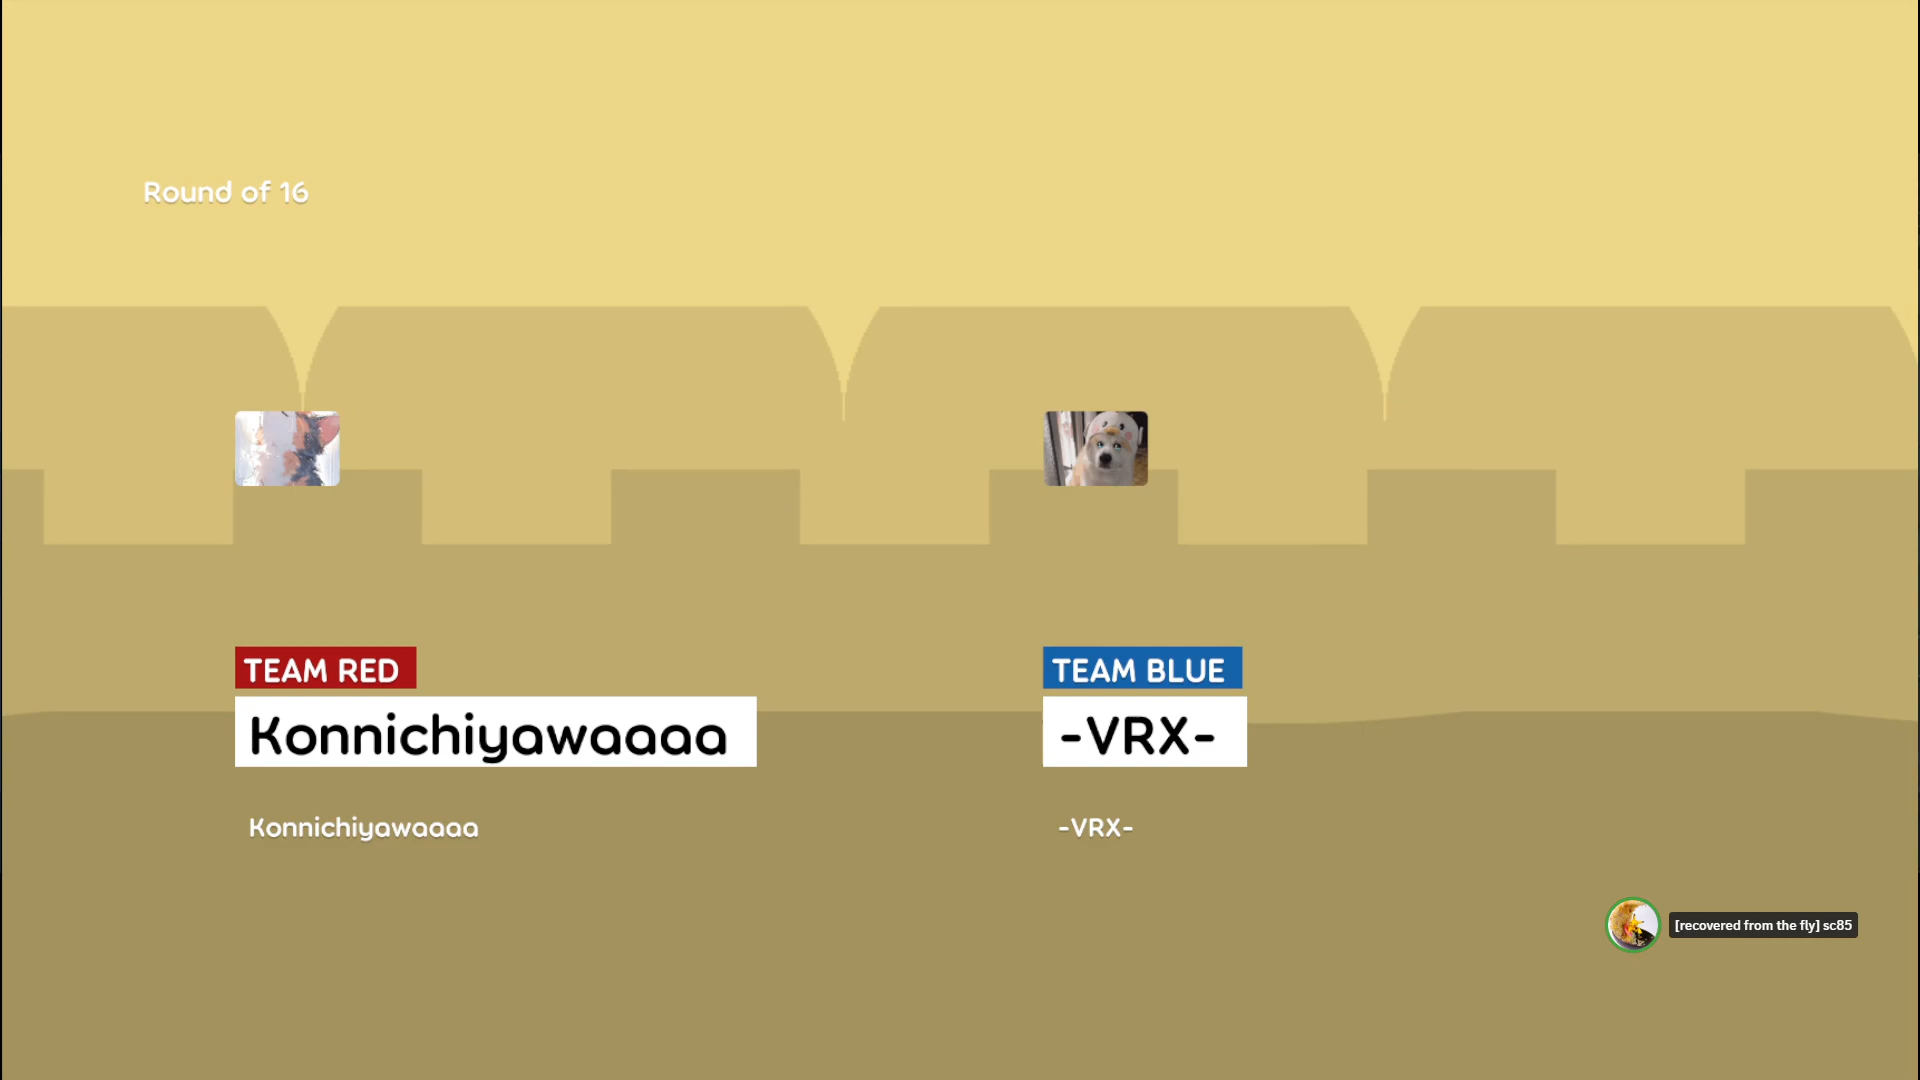 Round of 16
TEAM RED
Konnichiyawaaaa
Konnichiyawaaaa
TEAM BLUE
-VRX-
-VRX-
[recovered from the fly] sc85